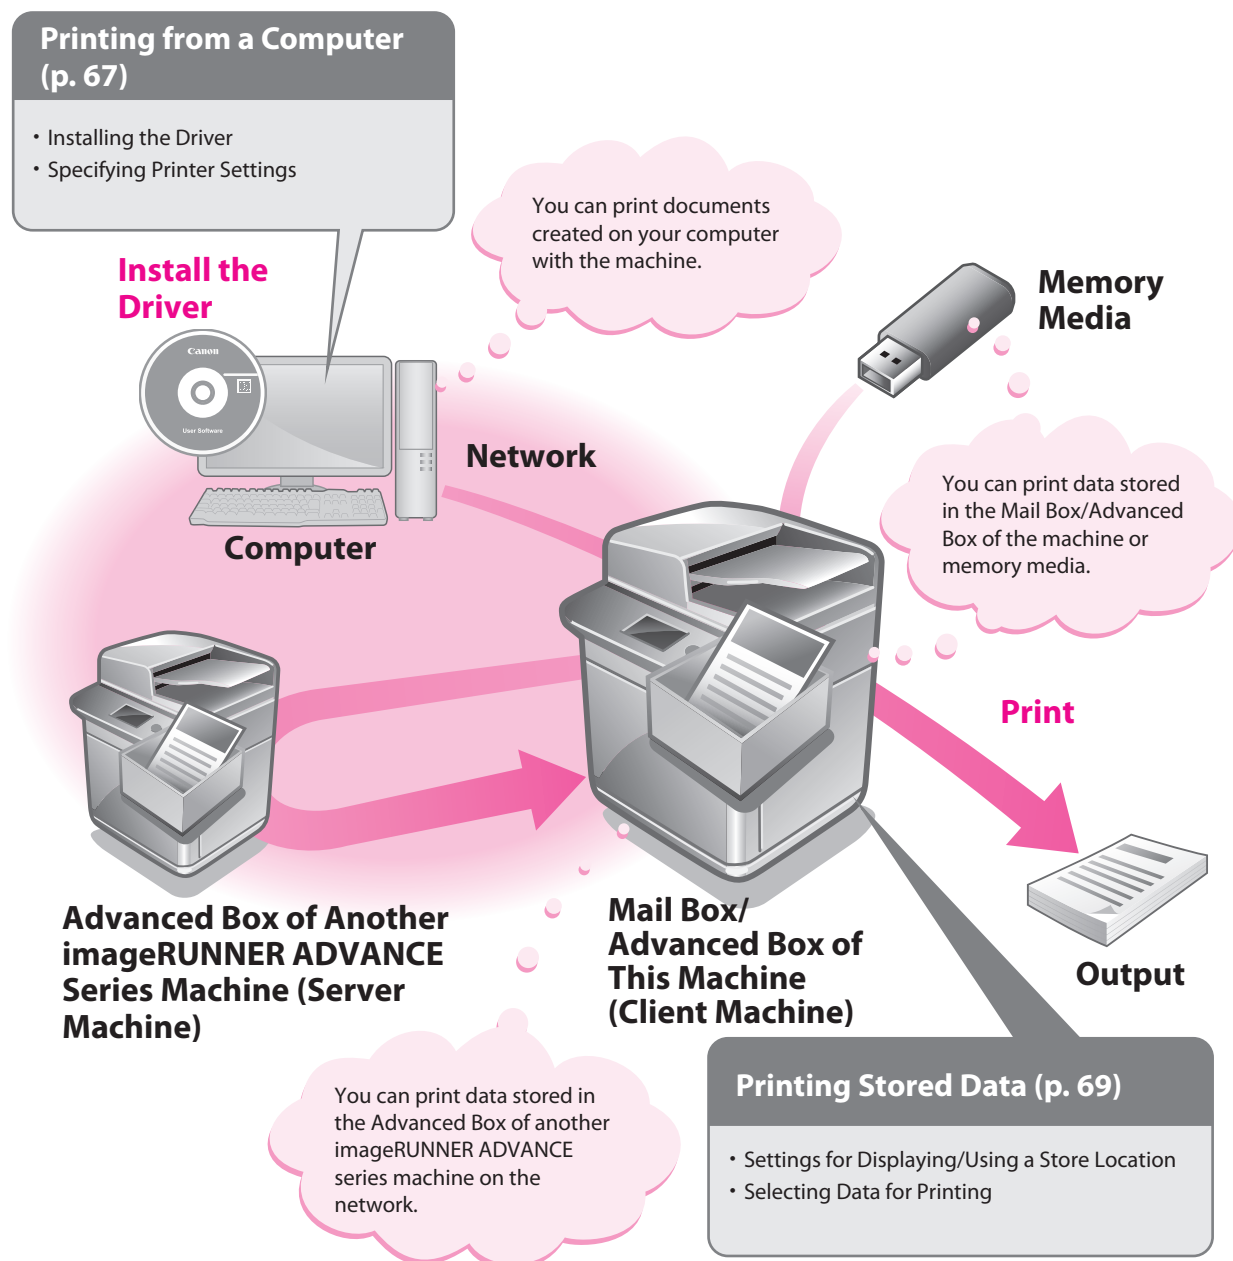 Printing from a Computer
(p. 67)
・Installing the Driver
・Specifying Printer Settings
You can print documents
created on your computer
with the machine.
Install the
Driver
Canon
User Software
Memory
Media
Network
Computer
You can print data stored
in the Mail Box/Advanced
Box of the machine or
memory media.
Print
Advanced Box of Another
imageRUNNER ADVANCE
Series Machine (Server
Machine)
Mail Box/
Advanced Box of
This Machine
(Client Machine)
Output
You can print data stored in
the Advanced Box of another
imageRUNNER ADVANCE
series machine on the
network.
Printing Stored Data (p. 69)
・Settings for Displaying/Using a Store Location
・Selecting Data for Printing